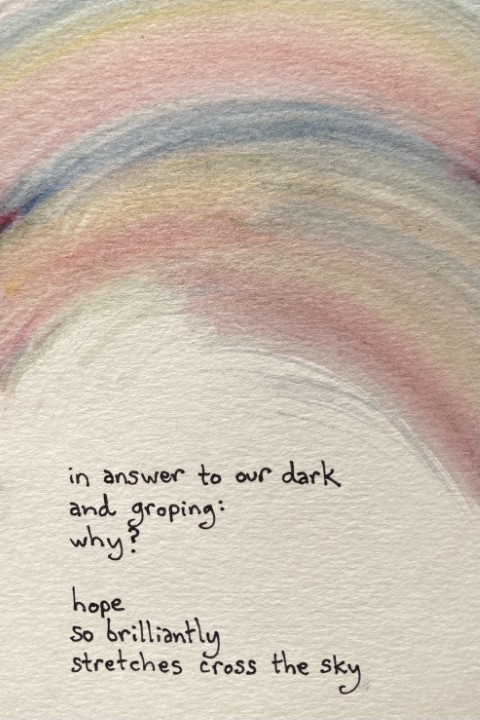 in answer to our dark
and groping:
why?
hope
so brilliantly
stretches cross the sky